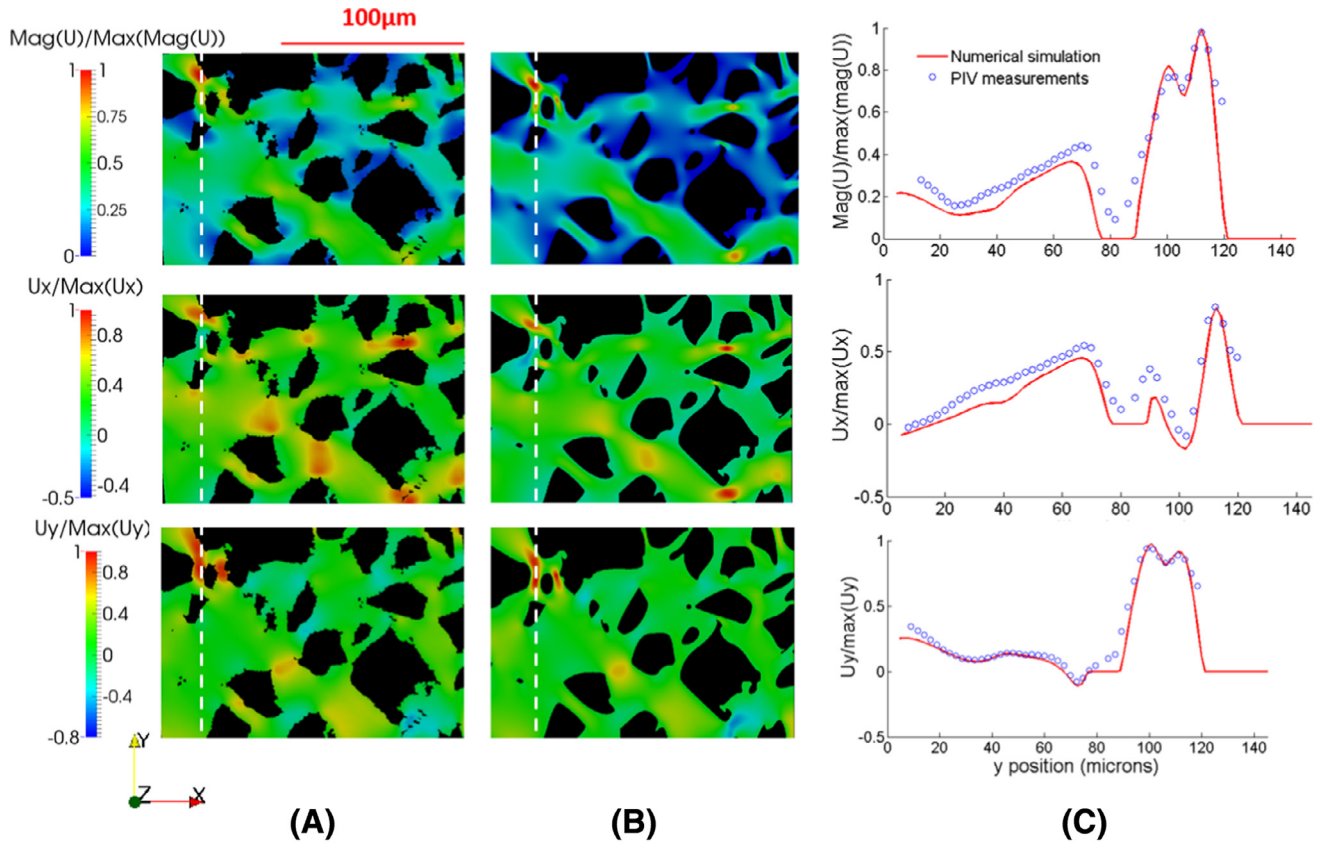 100μm
Mag(U)/Max(Mag(U))
1 1
0.75
0.5
0.25
0 0
Ux/Max(Ux)
1
0.8
0.4
0
-0.4
-0.5
Uy/Max(Uy)
1
0.8
0.4
0
-0.4
-0.8
Y
Z X
(A)
(B)
Mag(U)/max(mag(U))
1
0.8
0.6
0.4
0.2
0
0 20 40 60 80 100 120 140
Numerical simulation
PIV measurements
Ux/max(Ux)
1
0.5
0
-0.5
0 20 40 60 80 100 120 140
Uy/max(Uy)
1
0.5
0
-0.5
0 20 40 60 80 100 120 140
y position (microns)
(C)